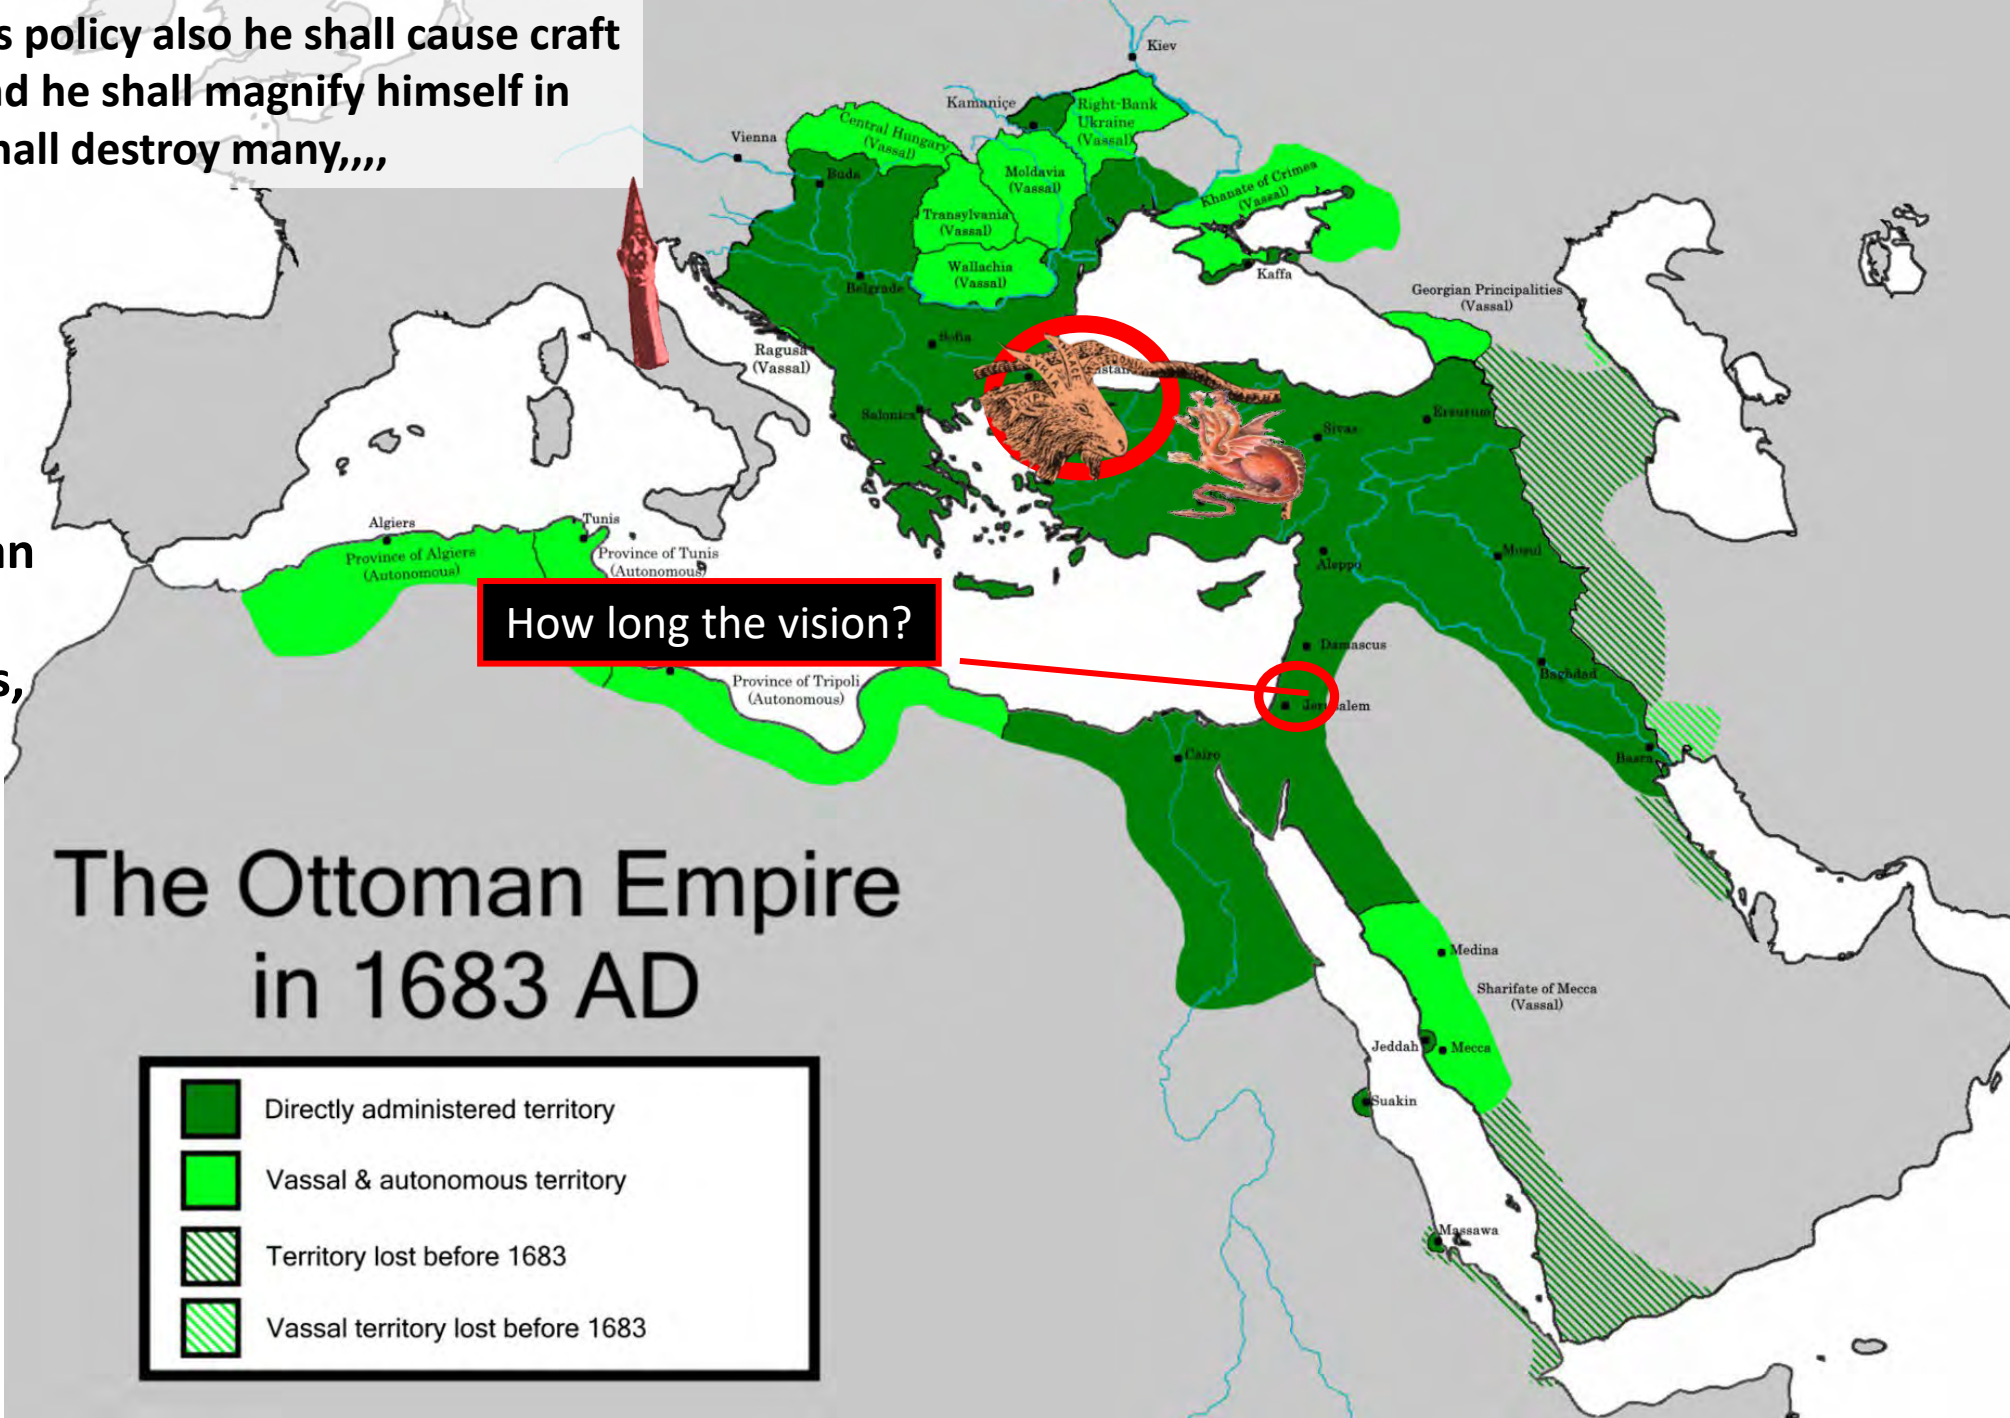 s policy also he shall cause craft
d he shall magnify himself in
hall destroy many,,,,
Kiev
Kamaniçe
Right-Bank
Ukraine
(Vassal)
Vienna
Central Hungary
(Vassal)
Buda
Moldavia
(Vassal)
Khanate of Crimea
(Vassal)
Transylvania
(Vassal)
Wallachia
(Vassal)
Kaffa
Belgrade
Georgian Principalities
(Vassal)
Sofia
Ragusa
(Vassal)
istan
Salonica
Sivas
Erzurum
Algiers
Tunis
Province of Algiers
(Autonomous)
Province of Tunis
(Autonomous)
an
Aleppo
Mosul
How long the vision?
Damascus
s,
Baghdad
Province of Tripoli
(Autonomous)
Jerusalem
Cairo
Basra
The Ottoman Empire
in 1683 AD
Medina
Sharifate of Mecca
(Vassal)
Jeddah
Mecca
Suakin
Massawa
Directly administered territory
Vassal & autonomous territory
Territory lost before 1683
Vassal territory lost before 1683